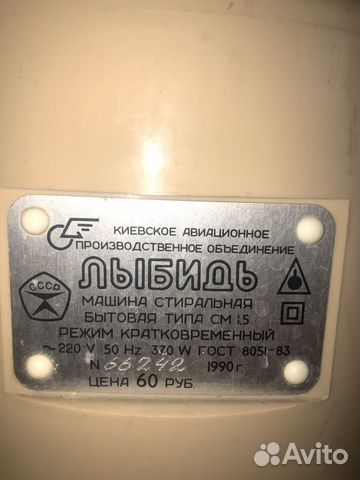 КИЕВСКОЕ АВИАЦИОННОЕ
ПРОИЗВОДСТВЕННОЕ ОБЪЕДИНЕНИЕ
СССР
ЛЫБИДЬ
МАШИНА СТИРАЛЬНАЯ
БЫТОВАЯ ТИПА СМ 1.5
РЕЖИМ КРАТКОВРЕМЕННЫЙ
~220 V 50 Hz 370 W ГОСТ 8051-83
N 66242 1990 г.
ЦЕНА 60 РУБ.
Avito